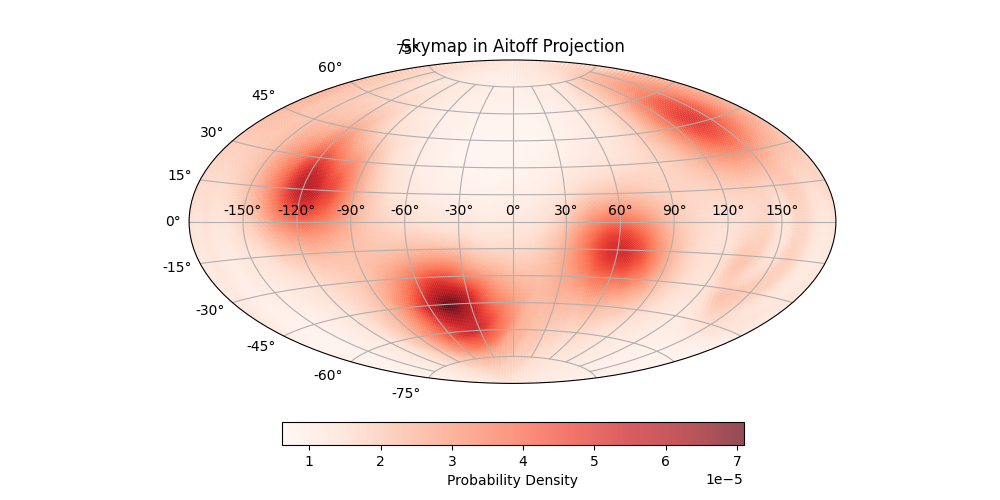 75°
Skymap in Aitoff Projection
60°
45°
30°
15°
-150° -120° -90° -60° -30° 0° 30° 60° 90° 120° 150°
0°
-15°
-30°
-45°
-60°
-75°
1 2 3 4 5 6 7
1e−5
Probability Density